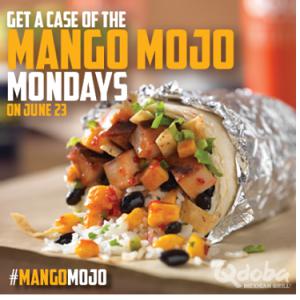 GET A CASE OF THE
MANGO MOJO
MONDAYS
ON JUNE 23
#MANGOMOJO
Qdoba
MEXICAN GRILL